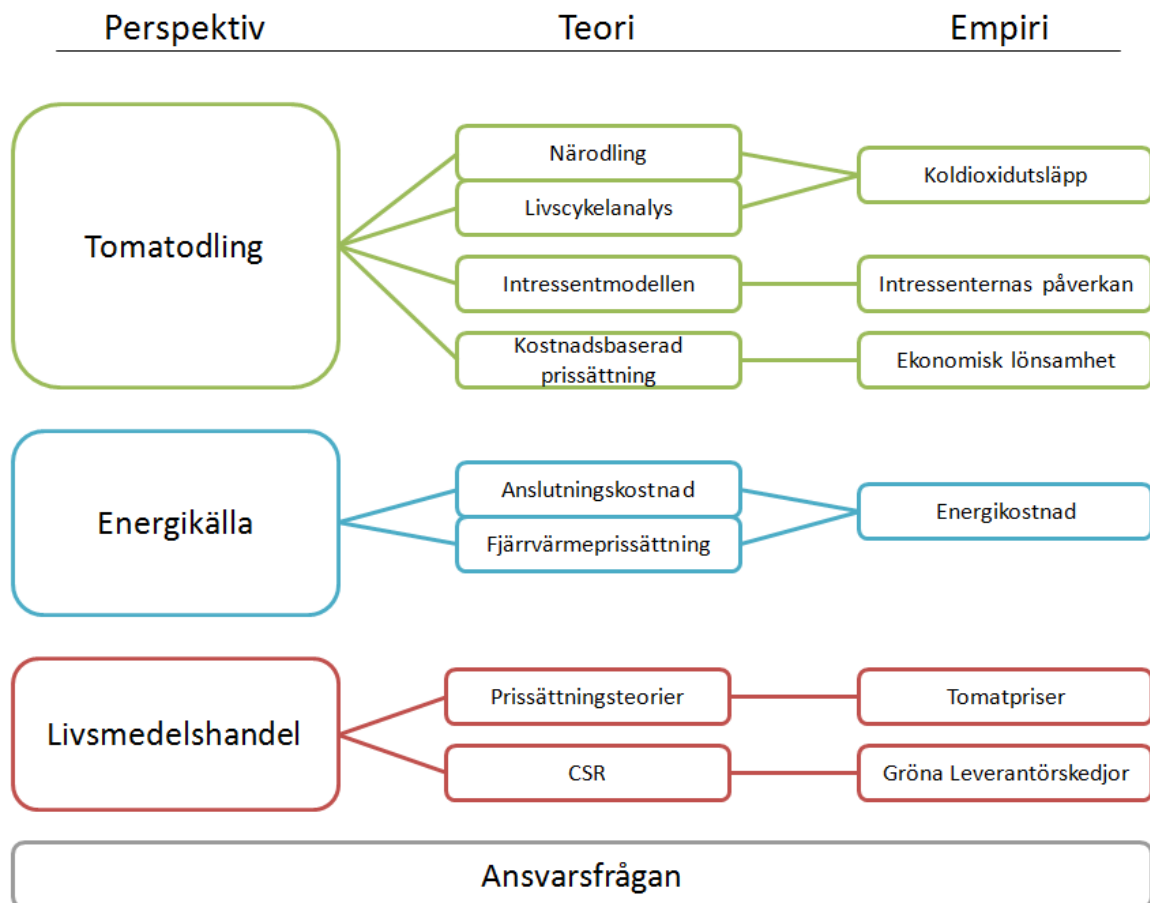 Perspektiv Teori Empiri
Tomatodling
Närodling
Livscykelanalys
Koldioxidutsläpp
Intressentmodellen
Intressenternas påverkan
Kostnadsbaserad
prissättning
Ekonomisk lönsamhet
Energikälla
Anslutningskostnad
Fjärrvärmeprissättning
Energikostnad
Livsmedelshandel
Prissättningsteorier
Tomatpriser
CSR
Gröna Leverantörskedjor
Ansvarsfrågan